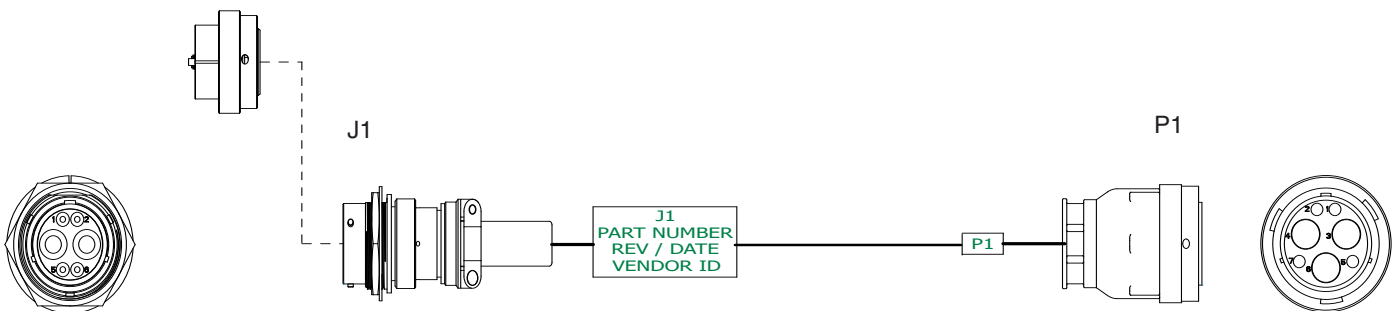 J1
P1
J1
PART NUMBER
REV / DATE
VENDOR ID
P1
1 2
5 6
2 1
4 3
7 5
6